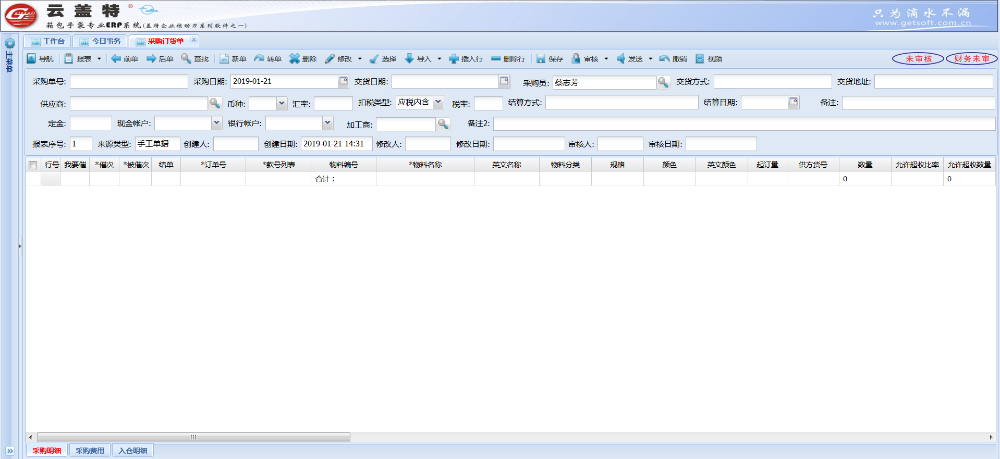 Getsoft
云盖特®
箱包手袋专业ERP系统(盖特企业核动力系列软件之一)
只为滴水不漏
www.getsoft.com.cn
主菜单
工作台 今日事务 采购订货单
导航 报表 前单 后单 查找 新单 转单 删除 修改 选择 导入 插入行 删除行 保存 审核 发送 撤销 视频 未审核 财务未审
采购单号: 采购日期: 2019-01-21 交货日期: 采购员: 蔡志芳 交货方式: 交货地址:
供应商: 币种: 汇率: 扣税类型: 应税内含 税率: 结算方式: 结算日期: 备注:
定金: 现金帐户: 银行帐户: 加工商: 备注2:
报表序号: 1 来源类型: 手工单据 创建人: 创建日期: 2019-01-21 14:31 修改人: 修改日期: 审核人: 审核日期:
行号 我要催 *催次 *被催次 结单 *订单号 *款号列表 物料编号 *物料名称 英文名称 物料分类 规格 颜色 英文颜色 起订量 供方货号 数量 允许超收比率 允许超收数量
合计： 0 0
采购明细 采购费用 入仓明细